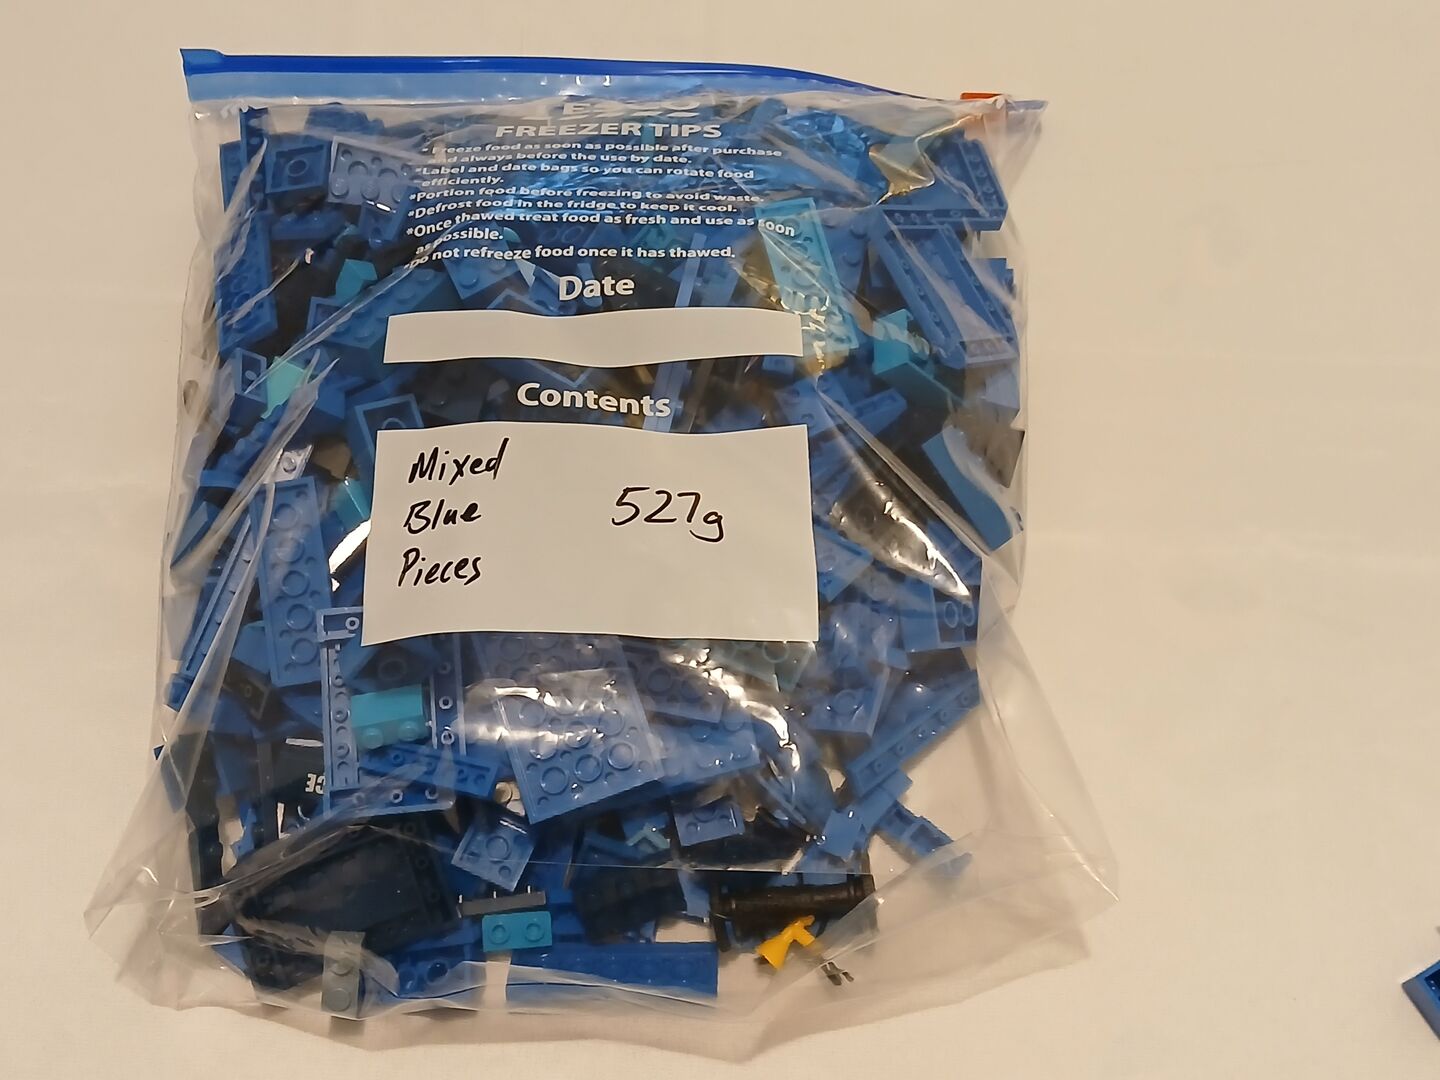 TESCO
FREEZER TIPS
*Freeze food as soon as possible after purchase
and always before the use by date.
*Label and date bags so you can rotate food
efficiently.
*Portion food before freezing to avoid waste.
*Defrost food in the fridge to keep it cool.
*Once thawed treat food as fresh and use as soon
as possible.
*Do not refreeze food once it has thawed.
Date
Contents
Mixed
Blue 527g
Pieces